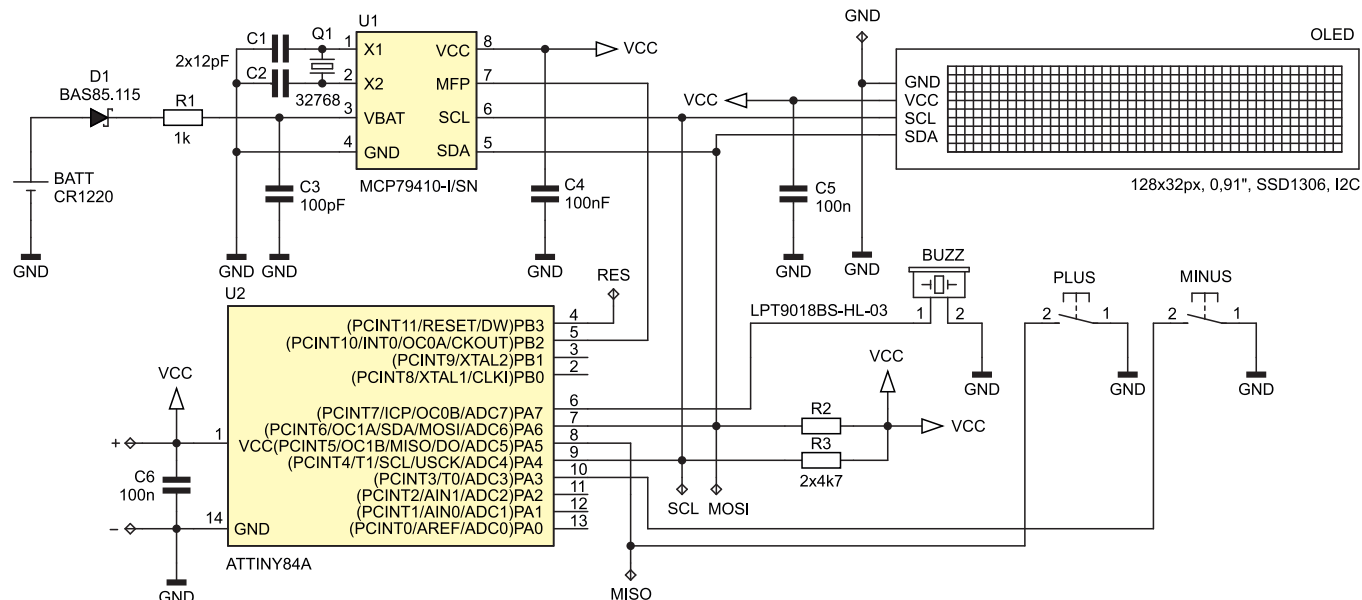 U1
GND
OLED
C1
Q1
1
X1
VCC
8
VCC
2x12pF
C2
2
X2
MFP
7
GND
32768
VCC
VCC
D1
BAS85.115
R1
3
VBAT
SCL
6
SCL
SDA
1k
4
GND
SDA
5
BATT
CR1220
C3
100pF
MCP79410-I/SN
C4
100nF
C5
100n
128x32px, 0,91", SSD1306, I2C
GND
GND
GND
GND
GND
GND
RES
BUZZ
PLUS
MINUS
U2
LPT9018BS-HL-03
1
2
2
1
2
1
(PCINT11/RESET/DW)PB3
4
(PCINT10/INT0/OC0A/CKOUT)PB2
5
(PCINT9/XTAL2)PB1
3
(PCINT8/XTAL1/CLKI)PB0
2
VCC
VCC
GND
GND
GND
(PCINT7/ICP/OC0B/ADC7)PA7
6
(PCINT6/OC1A/SDA/MOSI/ADC6)PA6
7
R2
VCC
+
1
VCC(PCINT5/OC1B/MISO/DO/ADC5)PA5
8
(PCINT4/T1/SCL/USCK/ADC4)PA4
9
R3
2x4k7
C6
100n
(PCINT3/T0/ADC3)PA3
10
(PCINT2/AIN1/ADC2)PA2
11
(PCINT1/AIN0/ADC1)PA1
12
SCL
MOSI
–
14
GND
(PCINT0/AREF/ADC0)PA0
13
ATTINY84A
GND
MISO